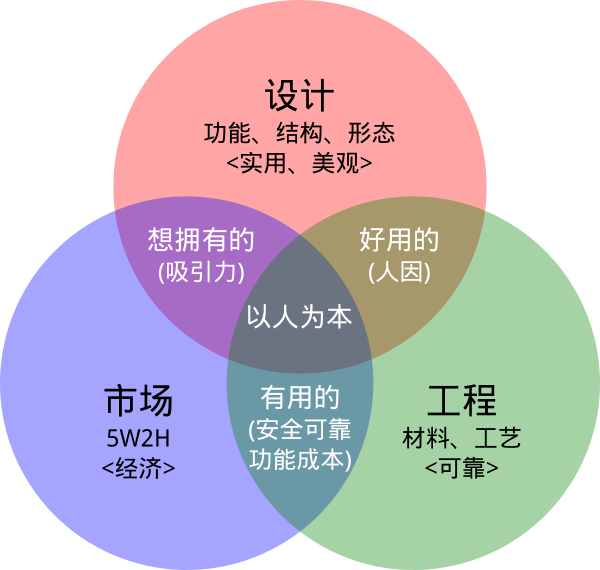 设计
功能、结构、形态
<实用、美观>
想拥有的
(吸引力)
好用的
(人因)
以人为本
市场
5W2H
<经济>
有用的
(安全可靠
功能成本)
工程
材料、工艺
<可靠>